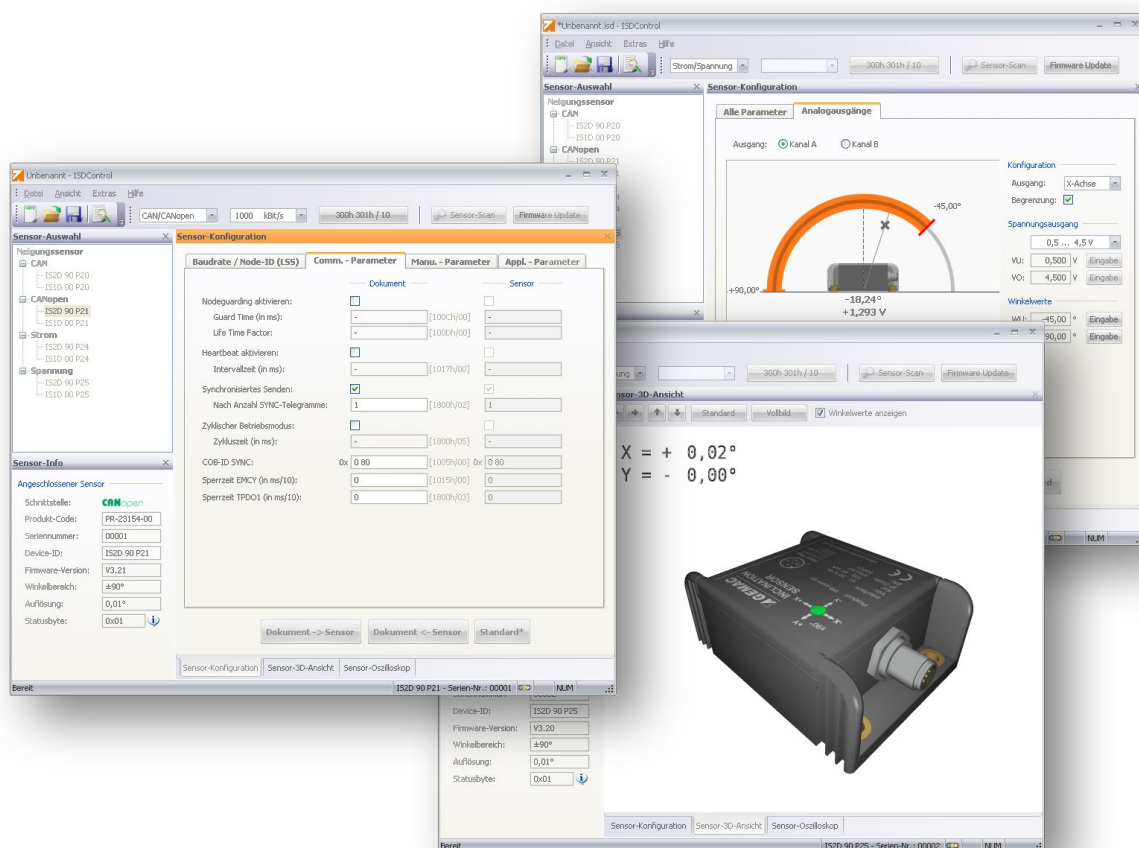 *Unbenannt.isd - ISDControl
Datei Ansicht Extras Hilfe
Strom/Spannung 300h 301h / 10 Sensor-Scan Firmware Update
Sensor-Auswahl
Neigungssensor
CAN
IS2D 90 P20
IS1D 00 P20
CANopen
IS2D 90 P21
Sensor-Konfiguration
Alle Parameter Analogausgänge
Ausgang: Kanal A Kanal B
-45,00°
+90,00°
-18,24°
+1,293 V
Konfiguration
Ausgang: X-Achse
Begrenzung:
Spannungsausgang
0,5 ... 4,5 V
VU: 0,500 V Eingabe
VO: 4,500 V Eingabe
Winkelwerte
WU: -45,00 ° Eingabe
90,00 ° Eingabe
NUM
Unbenannt - ISDControl
Datei Ansicht Extras Hilfe
CAN/CANopen 1000 kBit/s 300h 301h / 10 Sensor-Scan Firmware Update
Sensor-Auswahl
Neigungssensor
CAN
IS2D 90 P20
IS1D 00 P20
CANopen
IS2D 90 P21
IS1D 00 P21
Strom
IS2D 90 P24
IS1D 00 P24
Spannung
IS2D 90 P25
IS1D 00 P25
Sensor-Info
Angeschlossener Sensor
Schnittstelle: CANopen
Produkt-Code: PR-23154-00
Seriennummer: 00001
Device-ID: IS2D 90 P21
Firmware-Version: V3.21
Winkelbereich: ±90°
Auflösung: 0,01°
Statusbyte: 0x01
Sensor-Konfiguration
Baudrate / Node-ID (LSS) Comm. - Parameter Manu. - Parameter Appl. - Parameter
Dokument Sensor
Nodeguarding aktivieren:
Guard Time (in ms): - [100Ch/00] -
Life Time Factor: - [100Dh/00] -
Heartbeat aktivieren:
Intervallzeit (in ms): - [1017h/00] -
Synchronisiertes Senden:
Nach Anzahl SYNC-Telegramme: 1 [1800h/02] 1
Zyklischer Betriebsmodus:
Zykluszeit (in ms): - [1800h/05] -
COB-ID SYNC: 0x 0 80 [1005h/00] 0x 0 80
Sperrzeit EMCY (in ms/10): 0 [1015h/00] 0
Sperrzeit TPDO1 (in ms/10): 0 [1800h/03] 0
Dokument -> Sensor Dokument <- Sensor Standard*
Sensor-Konfiguration Sensor-3D-Ansicht Sensor-Oszilloskop
Bereit IS2D 90 P21 - Serien-Nr.: 00001 NUM
300h 301h / 10 Sensor-Scan Firmware Update
Standard Vollbild Winkelwerte anzeigen
X = + 0,02°
Y = - 0,00°
GEMAC
INCLINATION
SENSOR
Device-ID: IS2D 90 P25
Firmware-Version: V3.20
Winkelbereich: ±90°
Auflösung: 0,01°
Statusbyte: 0x01
Sensor-Konfiguration Sensor-3D-Ansicht Sensor-Oszilloskop
Bereit IS2D 90 P25 - Serien-Nr.: 00002 NUM